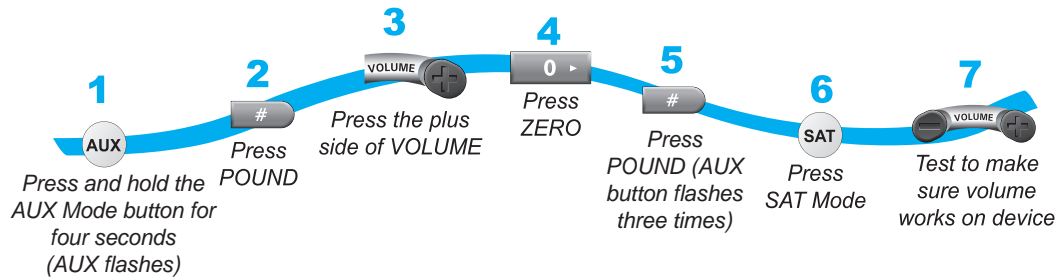 1
AUX
Press and hold the
AUX Mode button for
four seconds
(AUX flashes)
2
#
Press
POUND
3
VOLUME
Press the plus
side of VOLUME
4
0
Press
ZERO
5
#
Press
POUND (AUX
button flashes
three times)
6
SAT
Press
SAT Mode
7
VOLUME
Test to make
sure volume
works on device